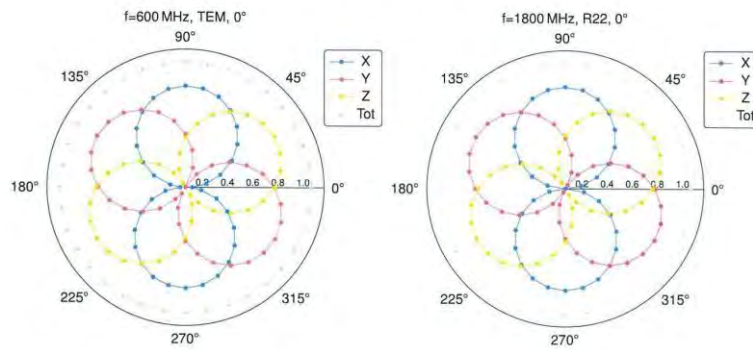 f=600 MHz, TEM, 0°
90°
135°
45°
X
Y
Z
Tot
180°
0.2 0.4 0.6 0.8 1.0
0°
225°
315°
270°
f=1800 MHz, R22, 0°
90°
135°
45°
X
Y
Z
Tot
180°
0.2 0.4 0.6 0.8 1.0
0°
225°
315°
270°